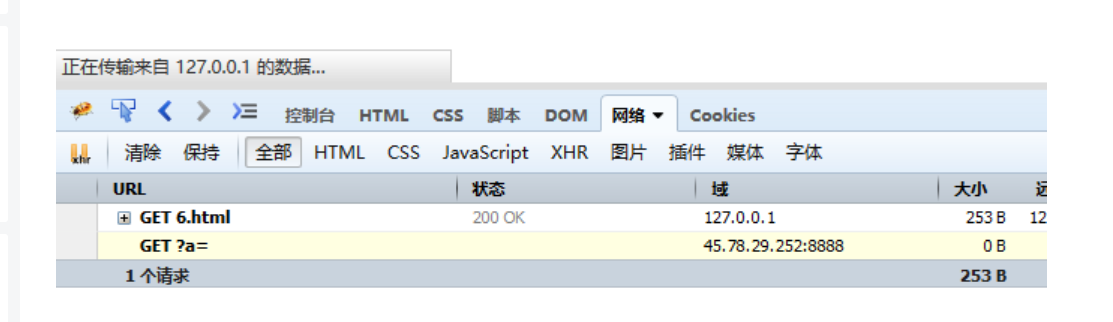 正在传输来自 127.0.0.1 的数据...
控制台 HTML CSS 脚本 DOM 网络 Cookies
xhr 清除 保持 全部 HTML CSS JavaScript XHR 图片 插件 媒体 字体
URL 状态 域 大小
GET 6.html 200 OK 127.0.0.1 253 B 12
GET ?a= 45.78.29.252:8888 0 B
1 个请求 253 B